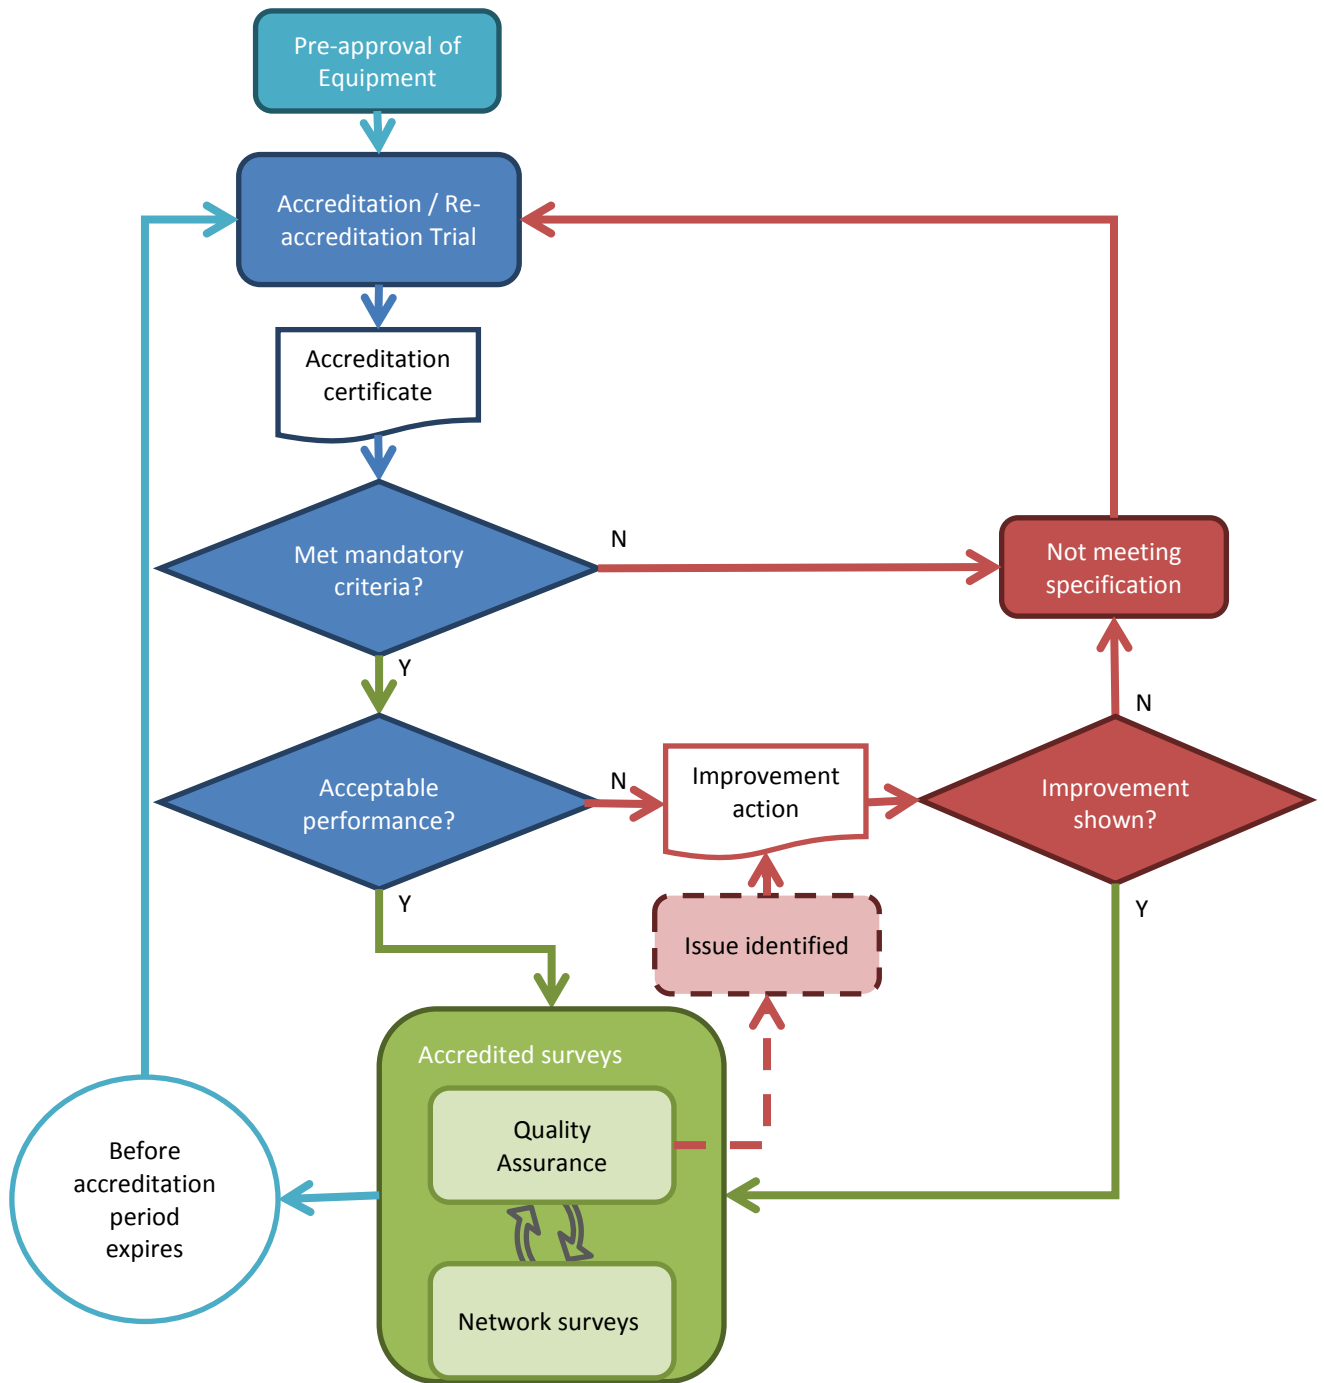 Pre-approval of
Equipment
Accreditation / Re-
accreditation Trial
Accreditation
certificate
Met mandatory
criteria?
N
Not meeting
specification
Y
N
Acceptable
performance?
N
Improvement
action
Improvement
shown?
Y
Y
Issue identified
Accredited surveys
Quality
Assurance
Before
accreditation
period
expires
Network surveys